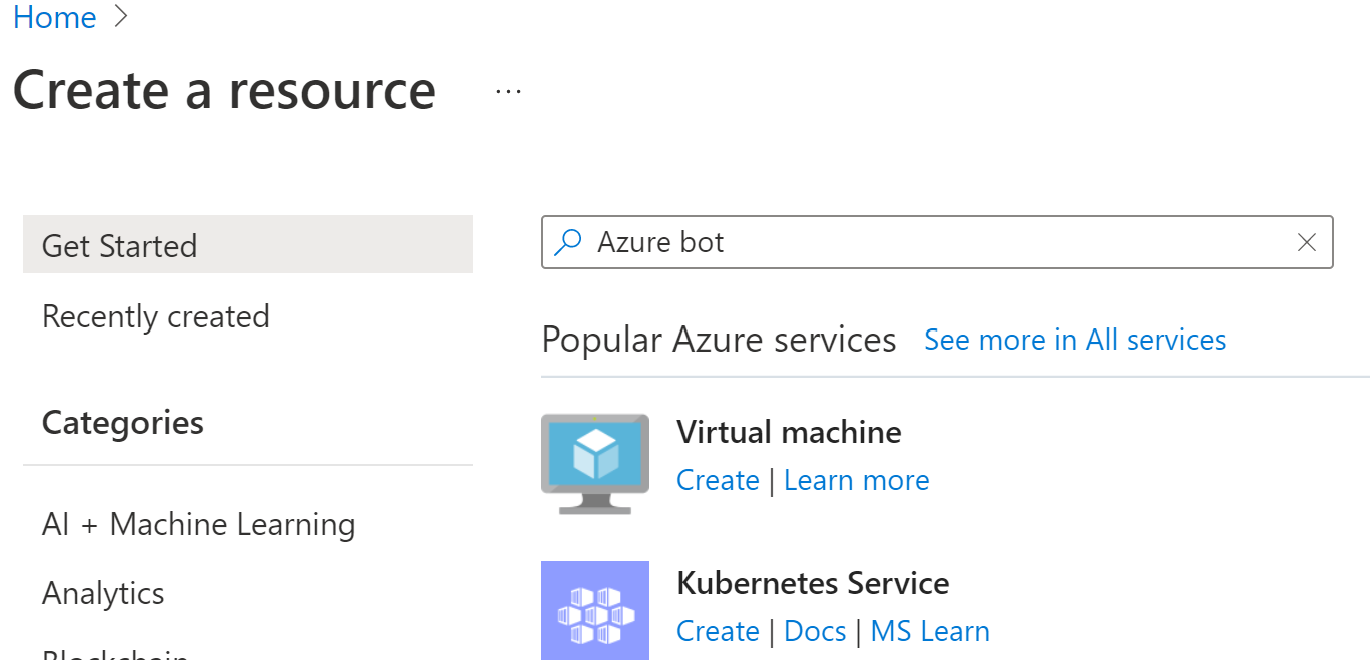 Home >
Create a resource ...
Get Started
Recently created
Categories
AI + Machine Learning
Analytics
Blockchain
Azure bot
Popular Azure services See more in All services
Virtual machine
Create | Learn more
Kubernetes Service
Create | Docs | MS Learn